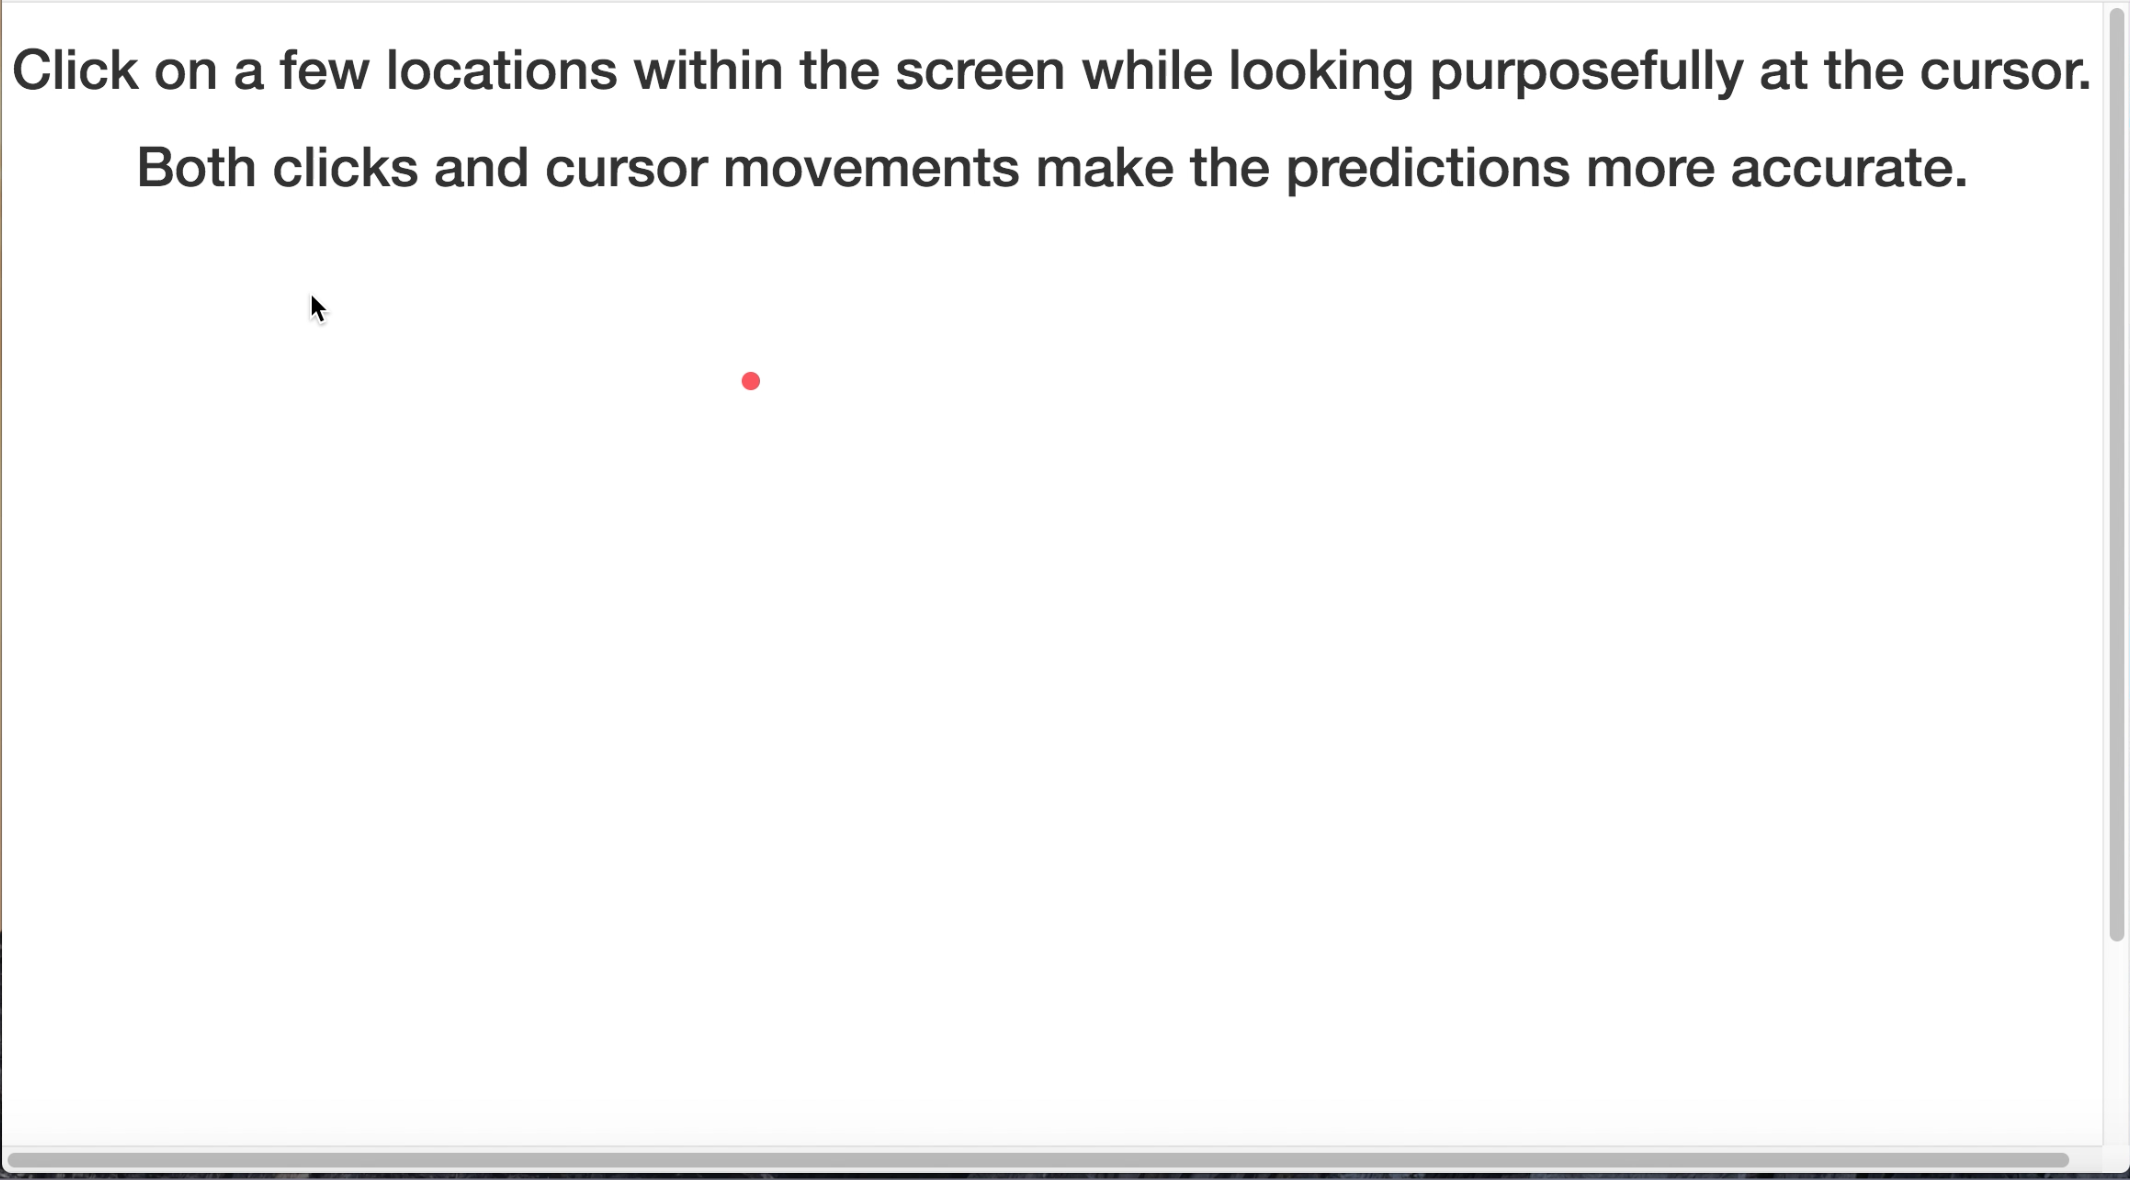 Click on a few locations within the screen while looking purposefully at the cursor.
Both clicks and cursor movements make the predictions more accurate.